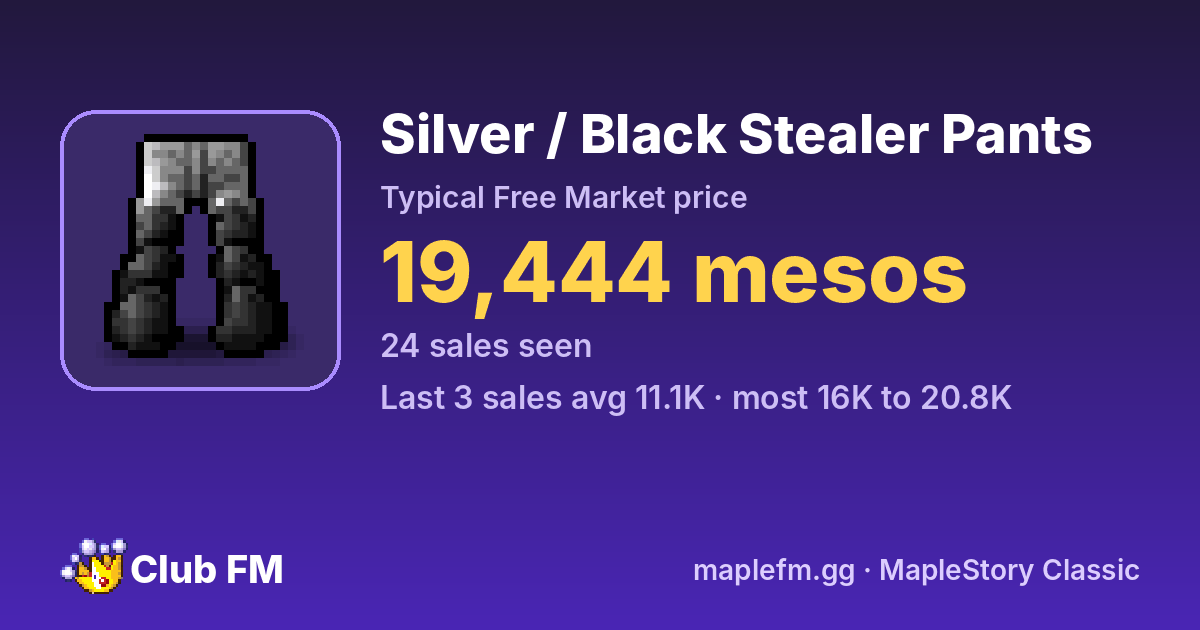 Silver / Black Stealer Pants
Typical Free Market price
19,444 mesos
24 sales seen
Last 3 sales avg 11.1K · most 16K to 20.8K
Club FM
maplefm.gg · MapleStory Classic